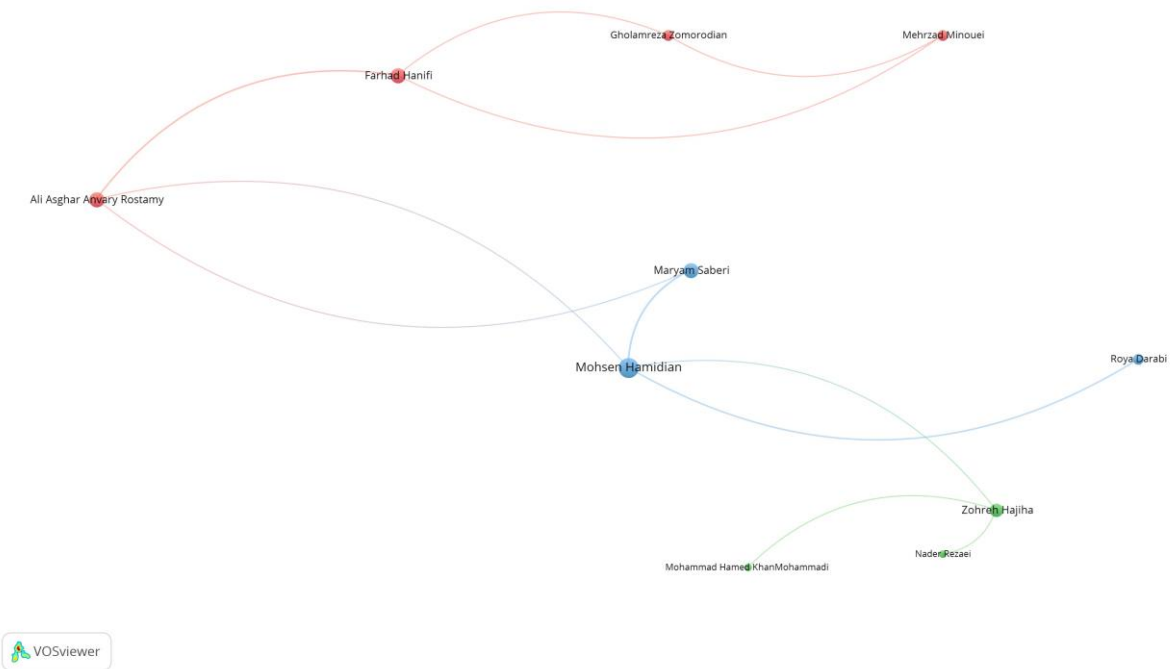 Gholamreza Zomorodian
Mehrzad Minouei
Farhad Hanifi
Ali Asghar Anvary Rostamy
Maryam Saberi
Mohsen Hamidian
Roya Darabi
Zohreh Hajiha
Nader Rezaei
Mohammad Hamed KhanMohammadi
VOSviewer